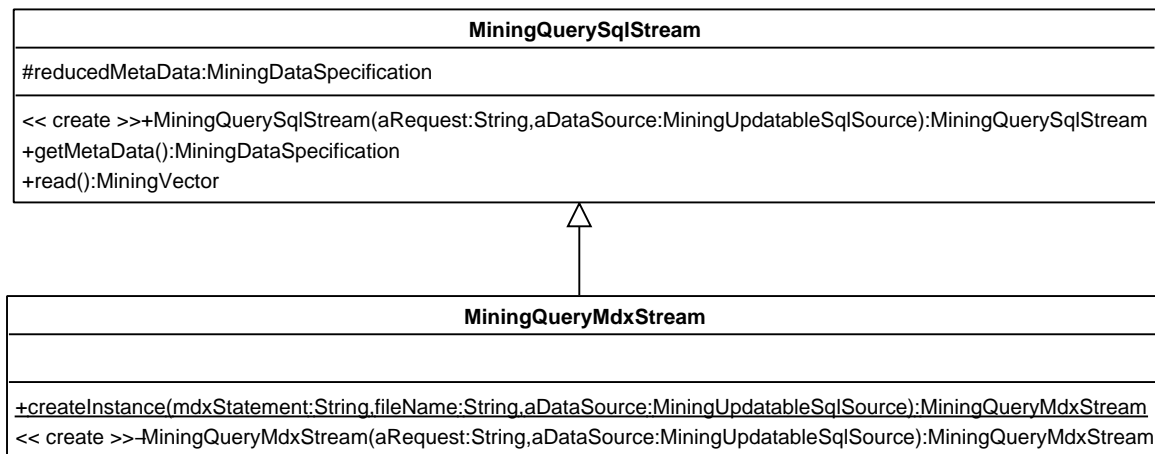 MiningQuerySqlStream
#reducedMetaData:MiningDataSpecification
<< create >>+MiningQuerySqlStream(aRequest:String,aDataSource:MiningUpdatableSqlSource):MiningQuerySqlStream
+getMetaData():MiningDataSpecification
+read():MiningVector
MiningQueryMdxStream
+createInstance(mdxStatement:String,fileName:String,aDataSource:MiningUpdatableSqlSource):MiningQueryMdxStream
<< create >>-MiningQueryMdxStream(aRequest:String,aDataSource:MiningUpdatableSqlSource):MiningQueryMdxStream